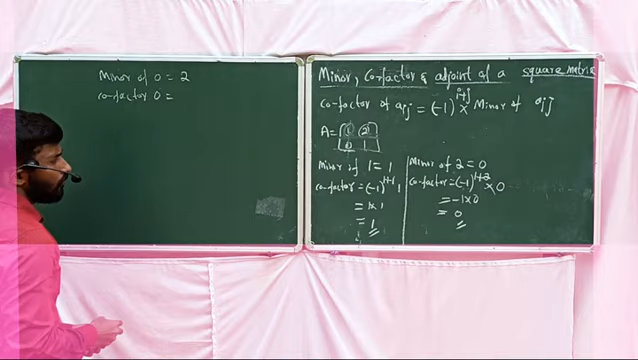 Minor of 0 = 2
co-factor 0 =
Minor, Co-factor & adjoint of a square matrix
co-factor of aij = (-1)^i+j × Minor of aij
A = [1 2
0 1]
Minor of 1 = 1
co-factor = (-1)^1+1 1
= 1×1
= 1
Minor of 2 = 0
co-factor = (-1)^1+2 × 0
= -1×0
= 0